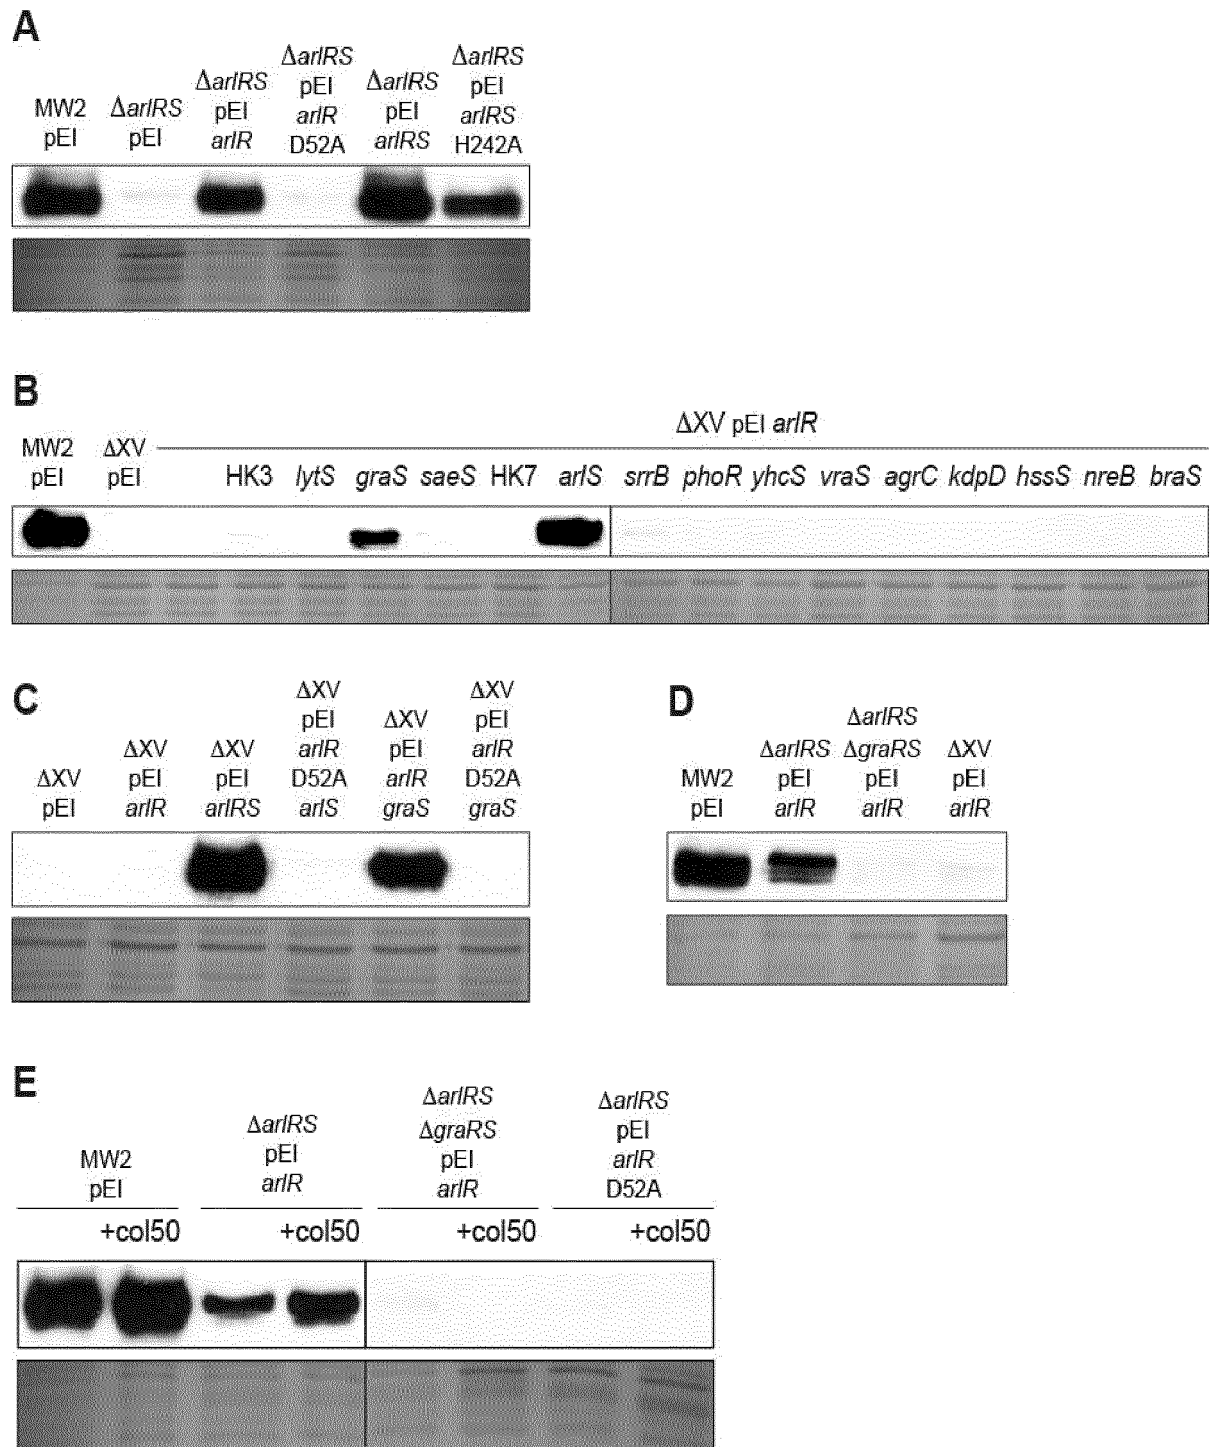 A
MW2
pEI
ΔarlRS
pEI
ΔarlRS
pEI
arlR
ΔarlRS
pEI
arlR
D52A
ΔarlRS
pEI
arlRS
ΔarlRS
pEI
arlRS
H242A
B
ΔXV pEI arlR
MW2
pEI
ΔXV
pEI
HK3 lytS graS saeS HK7 arlS srrB phoR yhcS vraS agrC kdpD hssS nreB braS
C
ΔXV
pEI
ΔXV
pEI
arlR
ΔXV
pEI
arlRS
ΔXV
pEI
arlR
D52A
arlS
ΔXV
pEI
arlR
graS
ΔXV
pEI
arlR
D52A
graS
D
MW2
pEI
ΔarlRS
pEI
arlR
ΔarlRS
ΔgraRS
pEI
arlR
ΔXV
pEI
arlR
E
MW2
pEI
ΔarlRS
pEI
arlR
ΔarlRS
ΔgraRS
pEI
arlR
ΔarlRS
pEI
arlR
D52A
+col50 +col50 +col50 +col50